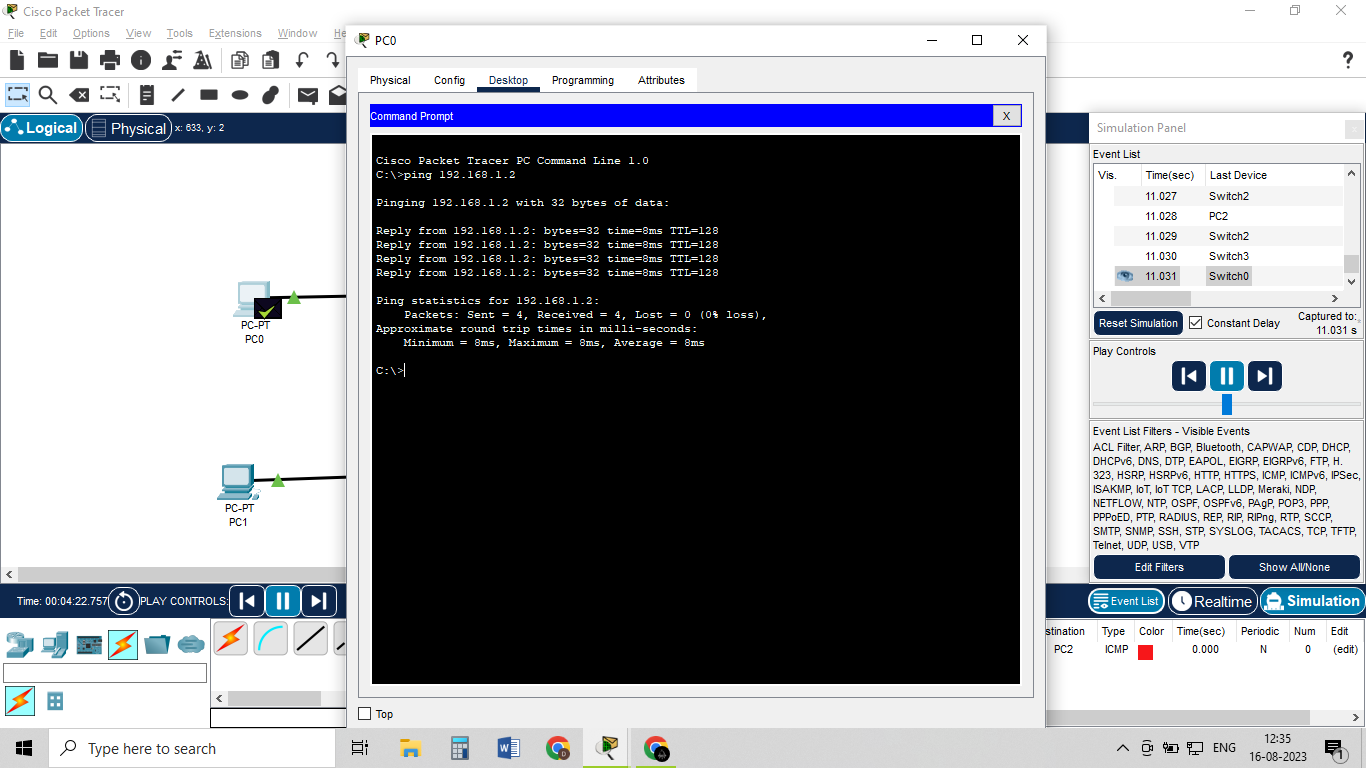 Cisco Packet Tracer
File Edit Options View Tools Extensions Window He
Logical
Physical
x: 633, y: 2
PC-PT
PC0
PC-PT
PC1
Time: 00:04:22.757
PLAY CONTROLS:
PC0
Physical Config Desktop Programming Attributes
Command Prompt
X
Cisco Packet Tracer PC Command Line 1.0
C:\>ping 192.168.1.2
Pinging 192.168.1.2 with 32 bytes of data:
Reply from 192.168.1.2: bytes=32 time=8ms TTL=128
Reply from 192.168.1.2: bytes=32 time=8ms TTL=128
Reply from 192.168.1.2: bytes=32 time=8ms TTL=128
Reply from 192.168.1.2: bytes=32 time=8ms TTL=128
Ping statistics for 192.168.1.2:
Packets: Sent = 4, Received = 4, Lost = 0 (0% loss),
Approximate round trip times in milli-seconds:
Minimum = 8ms, Maximum = 8ms, Average = 8ms
C:\>
Top
Simulation Panel
Event List
Vis. Time(sec) Last Device
11.027 Switch2
11.028 PC2
11.029 Switch2
11.030 Switch3
11.031 Switch0
Reset Simulation
Constant Delay
Captured to:
11.031 s
Play Controls
Event List Filters - Visible Events
ACL Filter, ARP, BGP, Bluetooth, CAPWAP, CDP, DHCP,
DHCPv6, DNS, DTP, EAPOL, EIGRP, EIGRPv6, FTP, H.
323, HSRP, HSRPv6, HTTP, HTTPS, ICMP, ICMPv6, IPSec,
ISAKMP, IoT, IoT TCP, LACP, LLDP, Meraki, NDP,
NETFLOW, NTP, OSPF, OSPFv6, PAgP, POP3, PPP,
PPPoED, PTP, RADIUS, REP, RIP, RIPng, RTP, SCCP,
SMTP, SNMP, SSH, STP, SYSLOG, TACACS, TCP, TFTP,
Telnet, UDP, USB, VTP
Edit Filters
Show All/None
Event List
Realtime
Simulation
stination Type Color Time(sec) Periodic Num Edit
PC2 ICMP 0.000 N 0 (edit)
Type here to search
ENG
12:35
16-08-2023
1